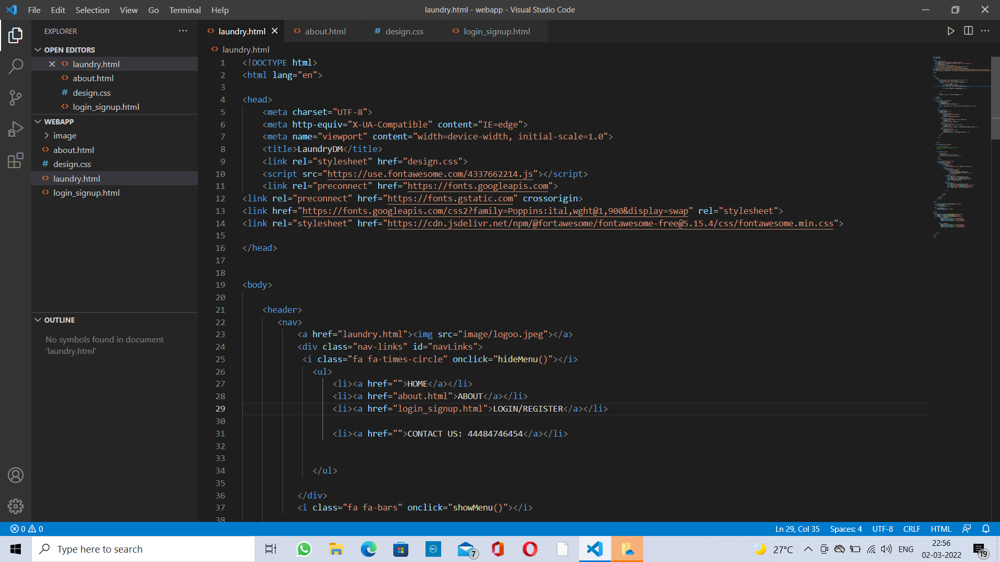 File Edit Selection View Go Terminal Help
laundry.html - webapp - Visual Studio Code
EXPLORER
OPEN EDITORS
laundry.html
about.html
design.css
login_signup.html
WEBAPP
image
about.html
design.css
laundry.html
login_signup.html
OUTLINE
No symbols found in document
'laundry.html'
laundry.html about.html # design.css login_signup.html
laundry.html
1 <!DOCTYPE html>
2 <html lang="en">
3
4 <head>
5 <meta charset="UTF-8">
6 <meta http-equiv="X-UA-Compatible" content="IE=edge">
7 <meta name="viewport" content="width=device-width, initial-scale=1.0">
8 <title>LaundryDM</title>
9 <link rel="stylesheet" href="design.css">
10 <script src="https://use.fontawesome.com/4337662214.js"></script>
11 <link rel="preconnect" href="https://fonts.googleapis.com">
12 <link rel="preconnect" href="https://fonts.gstatic.com" crossorigin>
13 <link href="https://fonts.googleapis.com/css2?family=Poppins:ital,wght@1,900&display=swap" rel="stylesheet">
14 <link rel="stylesheet" href="https://cdn.jsdelivr.net/npm/@fortawesome/fontawesome-free@5.15.4/css/fontawesome.min.css">
15
16 </head>
17
18
19 <body>
20
21 <header>
22 <nav>
23 <a href="laundry.html"><img src="image/logoo.jpeg"></a>
24 <div class="nav-links" id="navLinks">
25 <i class="fa fa-times-circle" onclick="hideMenu()"></i>
26 <ul>
27 <li><a href="">HOME</a></li>
28 <li><a href="about.html">ABOUT</a></li>
29 <li><a href="login_signup.html">LOGIN/REGISTER</a></li>
30
31 <li><a href="">CONTACT US: 44484746454</a></li>
32
33
34 </ul>
35
36 </div>
37 <i class="fa fa-bars" onclick="showMenu()"></i>
38
0 0
Ln 29, Col 35 Spaces: 4 UTF-8 CRLF HTML
Type here to search
DELL
7
27°C
ENG
22:56
02-03-2022
19